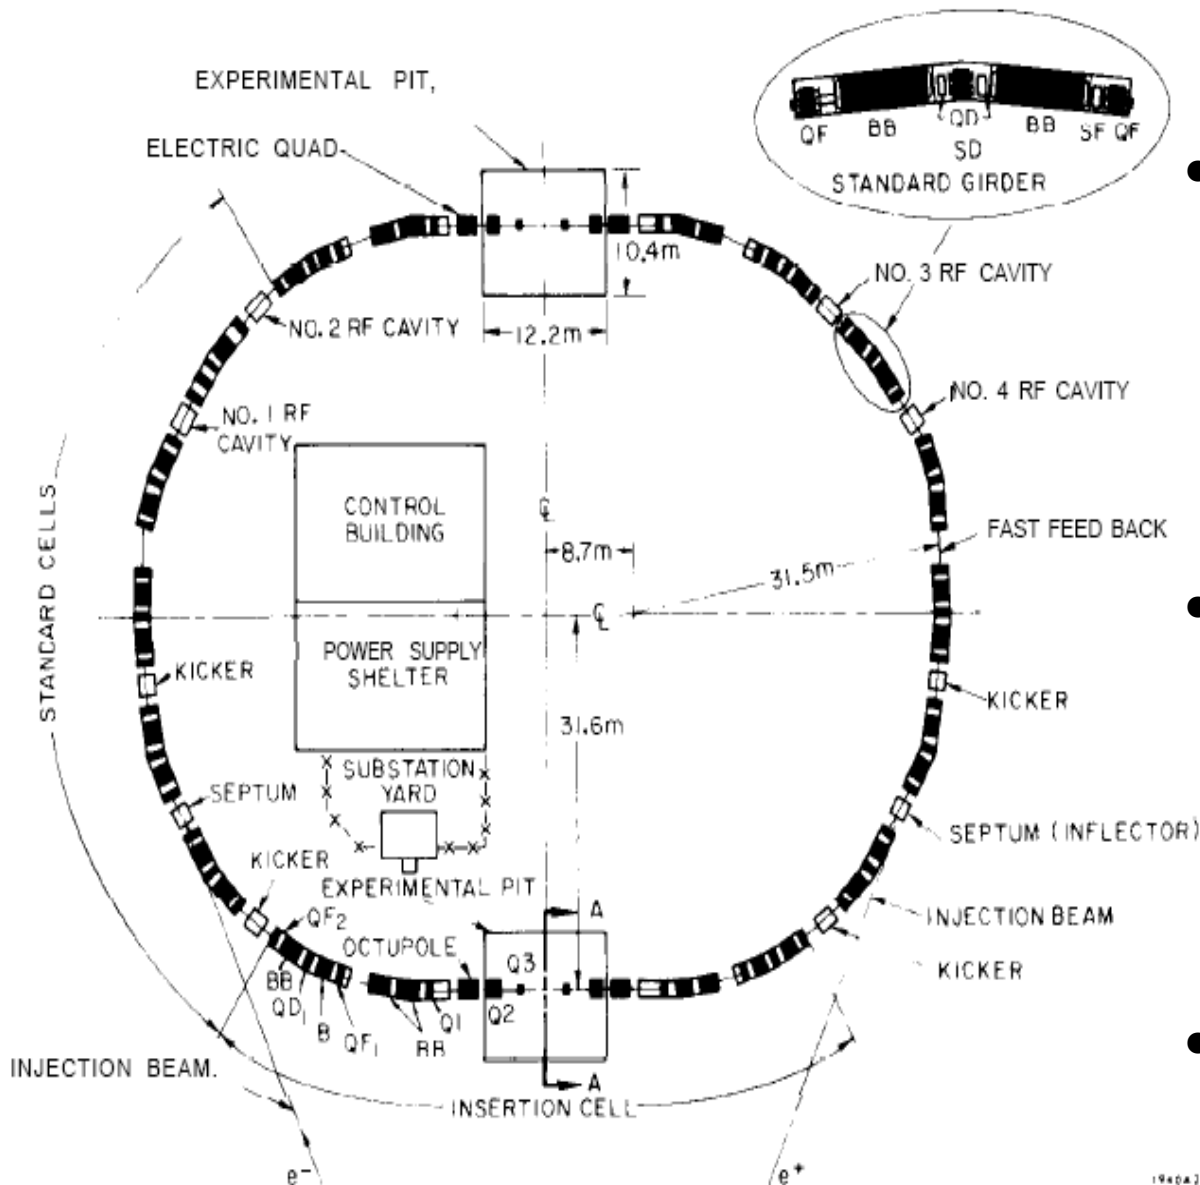 EXPERIMENTAL PIT,
ELECTRIC QUAD
QF BB QD BB SF QF
SD
STANDARD GIRDER
10.4m
NO. 3 RF CAVITY
NO. 2 RF CAVITY
12.2m
NO. 4 RF CAVITY
NO. 1 RF
CAVITY
CONTROL
BUILDING
℄
FAST FEED BACK
8.7m
31.5m
STANDARD CELLS
℄
POWER SUPPLY
SHELTER
KICKER
KICKER
31.6m
SUBSTATION
YARD
SEPTUM
SEPTUM (INFLECTOR)
KICKER
EXPERIMENTAL PIT
A
INJECTION BEAM
QF2
OCTUPOLE
Q3
KICKER
BB
QD1
B
QF1
BB
Q1
Q2
INJECTION BEAM.
A
INSERTION CELL
e-
e+